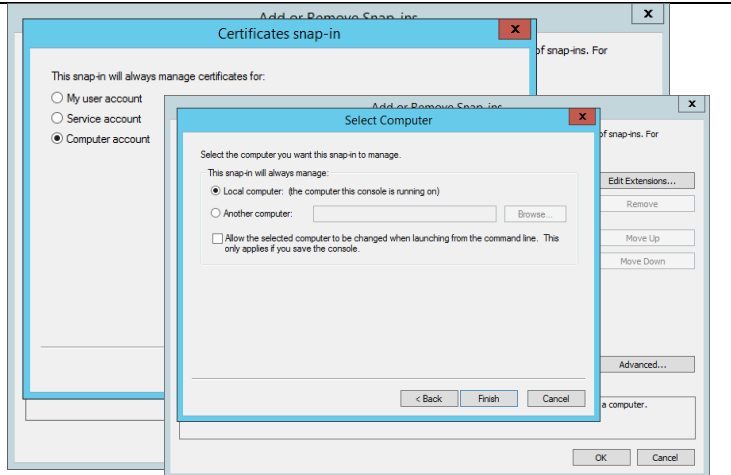 Add or Remove Snap-ins
x
Certificates snap-in
x
of snap-ins. For
This snap-in will always manage certificates for:
My user account
Service account
Computer account
Add or Remove Snap-ins
x
Select Computer
x
of snap-ins. For
Select the computer you want this snap-in to manage.
This snap-in will always manage:
Local computer: (the computer this console is running on)
Another computer:
Browse...
Allow the selected computer to be changed when launching from the command line. This
only applies if you save the console.
Edit Extensions...
Remove
Move Up
Move Down
Advanced...
< Back
Finish
Cancel
a computer.
OK
Cancel